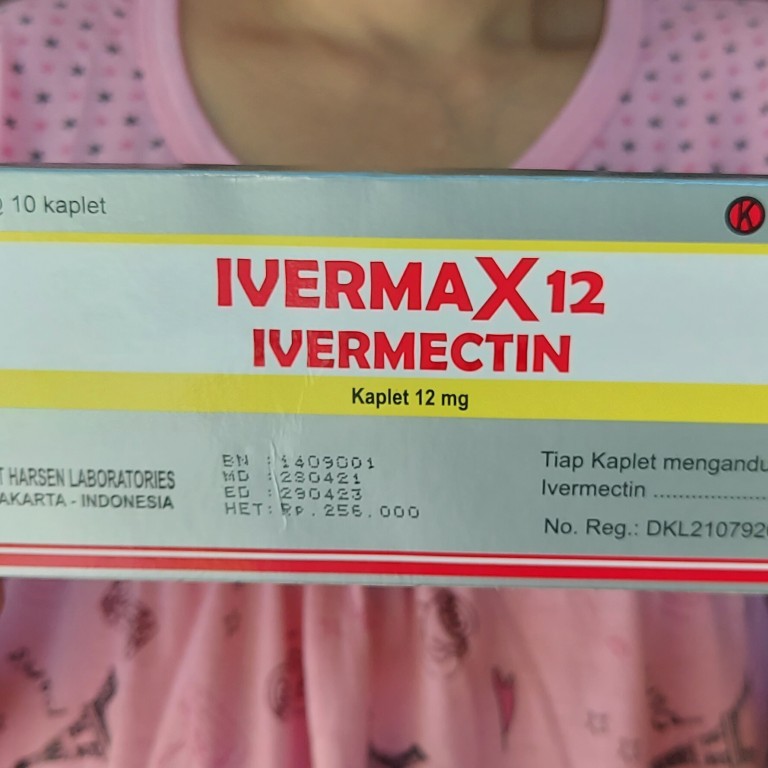 10 kaplet
K
IVERMAX 12
IVERMECTIN
Kaplet 12 mg
HARSEN LABORATORIES
JAKARTA - INDONESIA
BN : 1409001
MD : 280421
ED : 290423
HET: Rp. 256.000
Tiap Kaplet mengandu
Ivermectin ....................
No. Reg.: DKL2107920